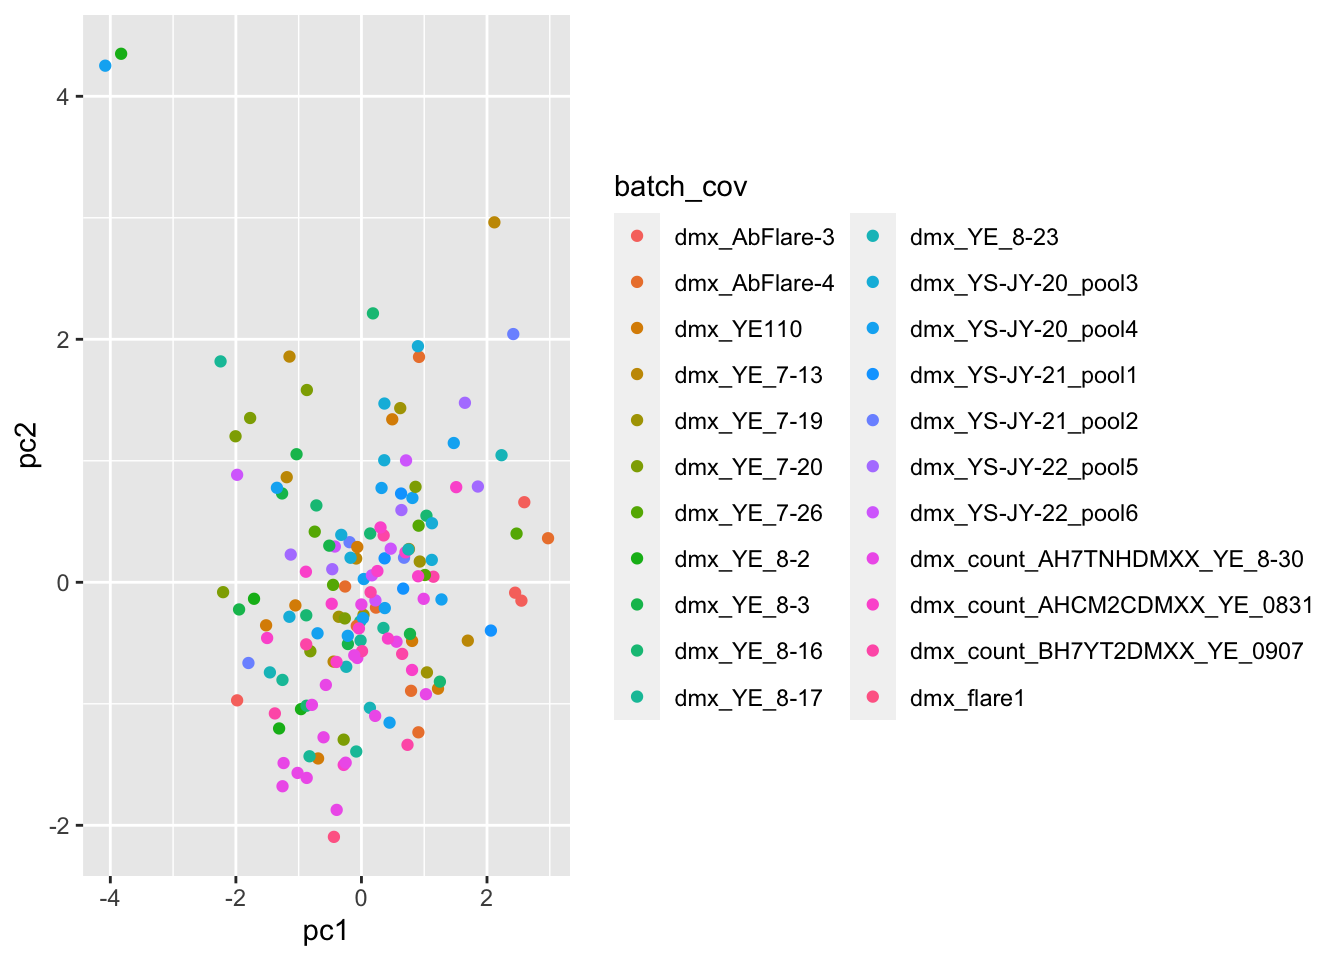 4
2
0
-2
pc2
-4
-2
0
2
pc1
batch_cov
dmx_AbFlare-3
dmx_AbFlare-4
dmx_YE110
dmx_YE_7-13
dmx_YE_7-19
dmx_YE_7-20
dmx_YE_7-26
dmx_YE_8-2
dmx_YE_8-3
dmx_YE_8-16
dmx_YE_8-17
dmx_YE_8-23
dmx_YS-JY-20_pool3
dmx_YS-JY-20_pool4
dmx_YS-JY-21_pool1
dmx_YS-JY-21_pool2
dmx_YS-JY-22_pool5
dmx_YS-JY-22_pool6
dmx_count_AH7TNHDMXX_YE_8-30
dmx_count_AHCM2CDMXX_YE_0831
dmx_count_BH7YT2DMXX_YE_0907
dmx_flare1